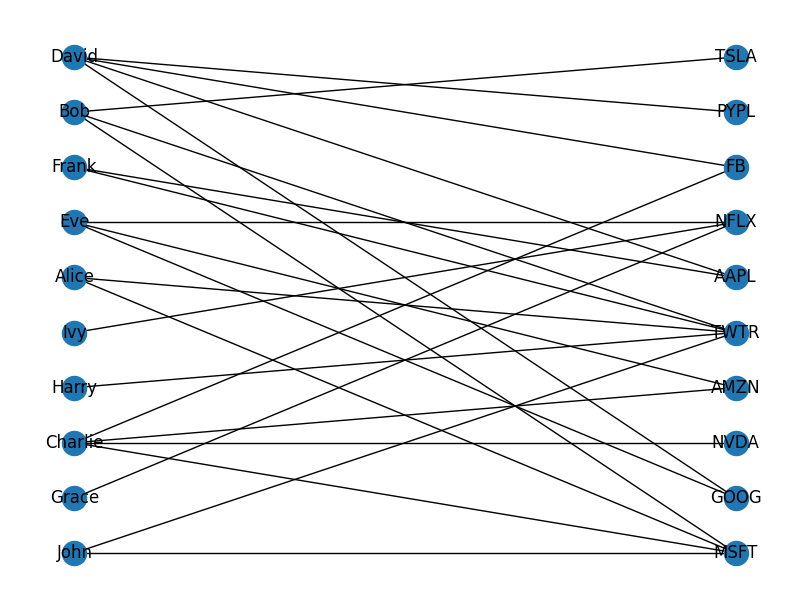 David
Bob
Frank
Eve
Alice
Ivy
Harry
Charlie
Grace
John
TSLA
PYPL
FB
NFLX
AAPL
TWTR
AMZN
NVDA
GOOG
MSFT